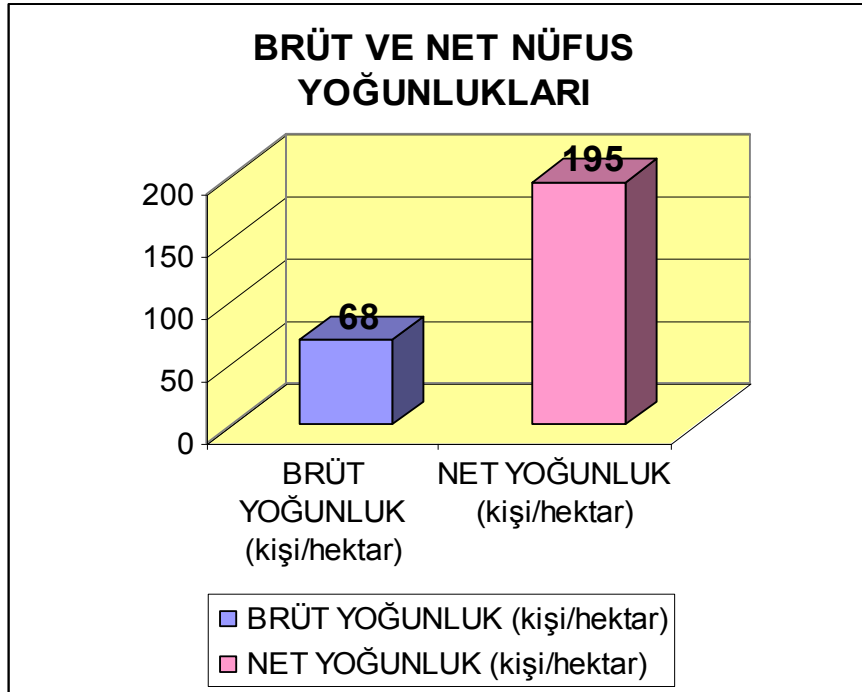 BRÜT VE NET NÜFUS
YOĞUNLUKLARI
195
68
200
150
100
50
0
BRÜT
YOĞUNLUK
(kişi/hektar)
NET YOĞUNLUK
(kişi/hektar)
BRÜT YOĞUNLUK (kişi/hektar)
NET YOĞUNLUK (kişi/hektar)